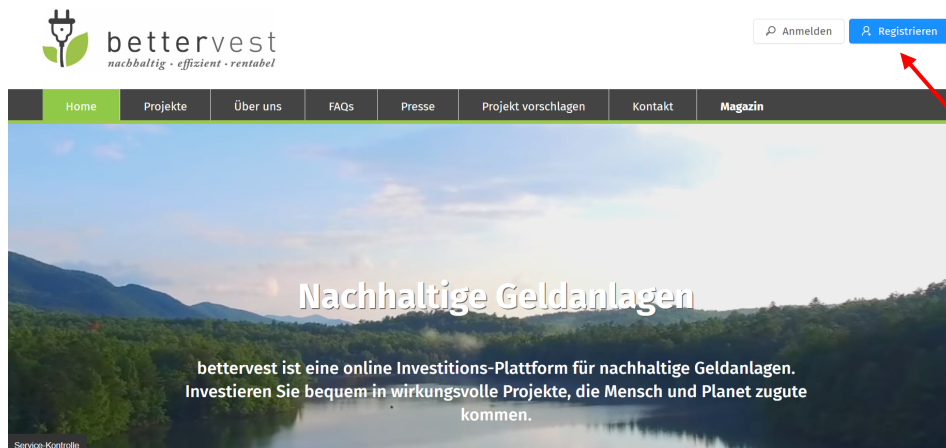 bettervest
nachhaltig · effizient · rentabel
Anmelden
Registrieren
Home Projekte Über uns FAQs Presse Projekt vorschlagen Kontakt Magazin
Nachhaltige Geldanlagen
bettervest ist eine online Investitions-Plattform für nachhaltige Geldanlagen.
Investieren Sie bequem in wirkungsvolle Projekte, die Mensch und Planet zugute
kommen.
Service-Kontrolle